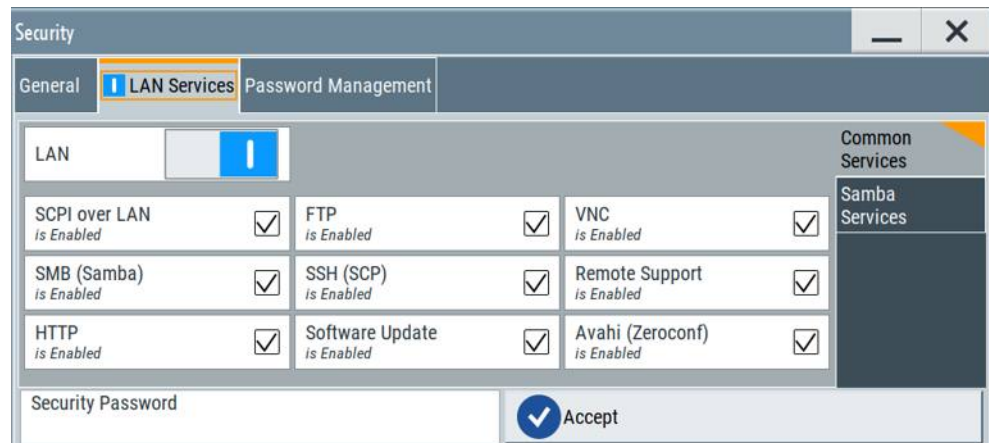 Security
General
LAN Services
Password Management
LAN
Common
Services
Samba
Services
SCPI over LAN
is Enabled
FTP
is Enabled
VNC
is Enabled
SMB (Samba)
is Enabled
SSH (SCP)
is Enabled
Remote Support
is Enabled
HTTP
is Enabled
Software Update
is Enabled
Avahi (Zeroconf)
is Enabled
Security Password
Accept